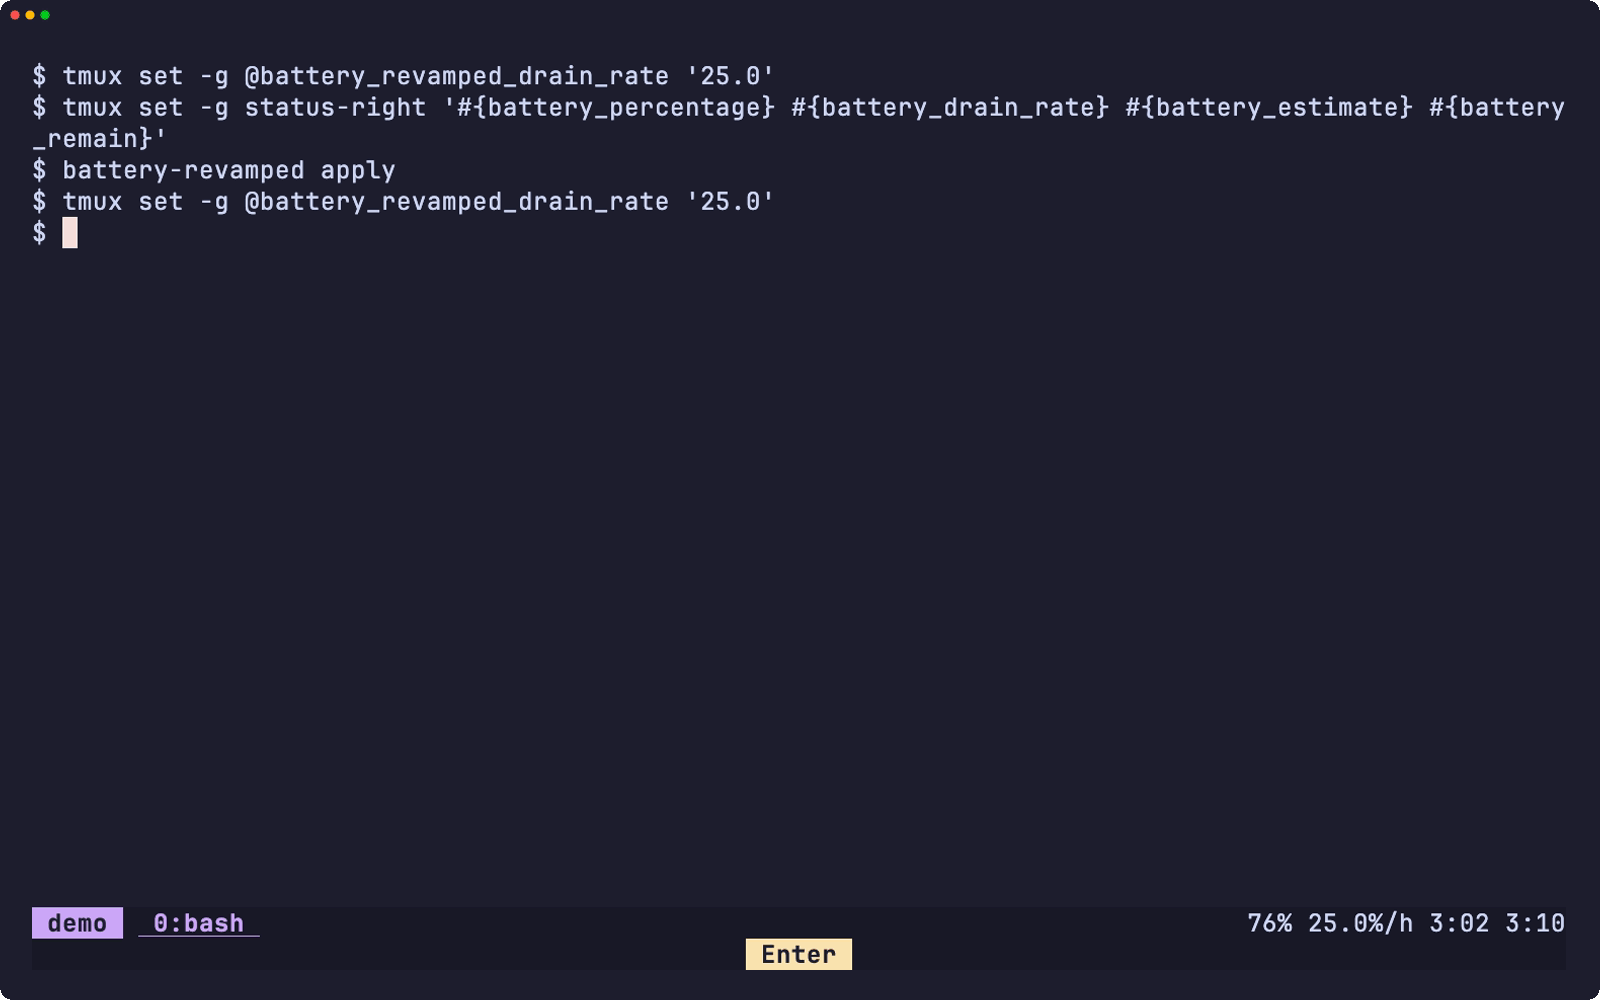 $ tmux set -g @battery_revamped_drain_rate '25.0'
$ tmux set -g status-right '#{battery_percentage} #{battery_drain_rate} #{battery_estimate} #{battery
_remain}'
$ battery-revamped apply
$ tmux set -g @battery_revamped_drain_rate '25.0'
$
demo 0:bash 76% 25.0%/h 3:02 3:10
Enter